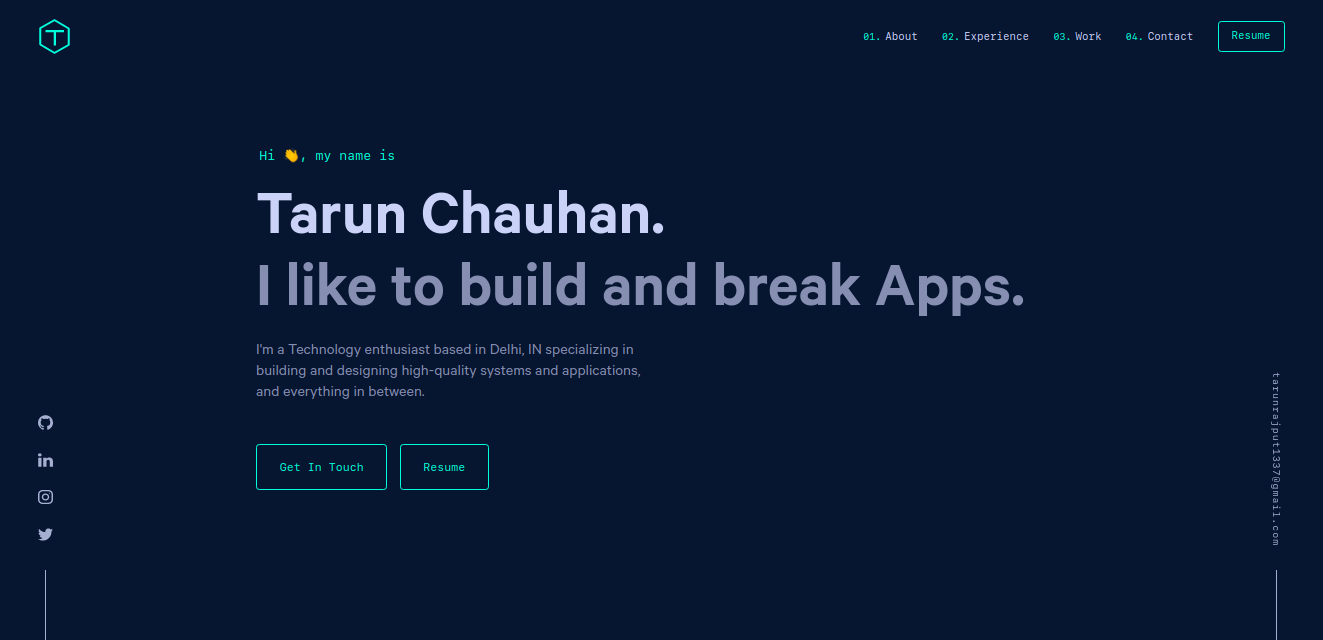 T
01. About 02. Experience 03. Work 04. Contact Resume
Hi 👋, my name is
Tarun Chauhan.
I like to build and break Apps.
I'm a Technology enthusiast based in Delhi, IN specializing in
building and designing high-quality systems and applications,
and everything in between.
Get In Touch Resume
tarunrajput1337@gmail.com